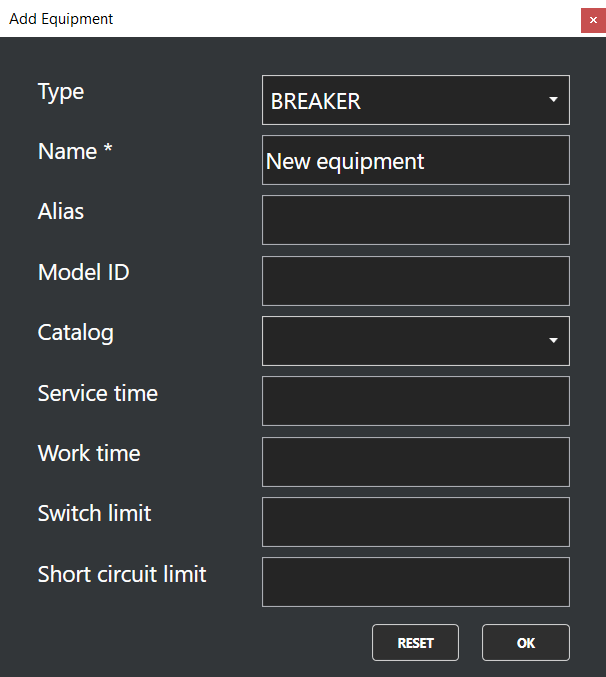 Add Equipment
Type
BREAKER
Name *
New equipment
Alias
Model ID
Catalog
Service time
Work time
Switch limit
Short circuit limit
RESET
OK